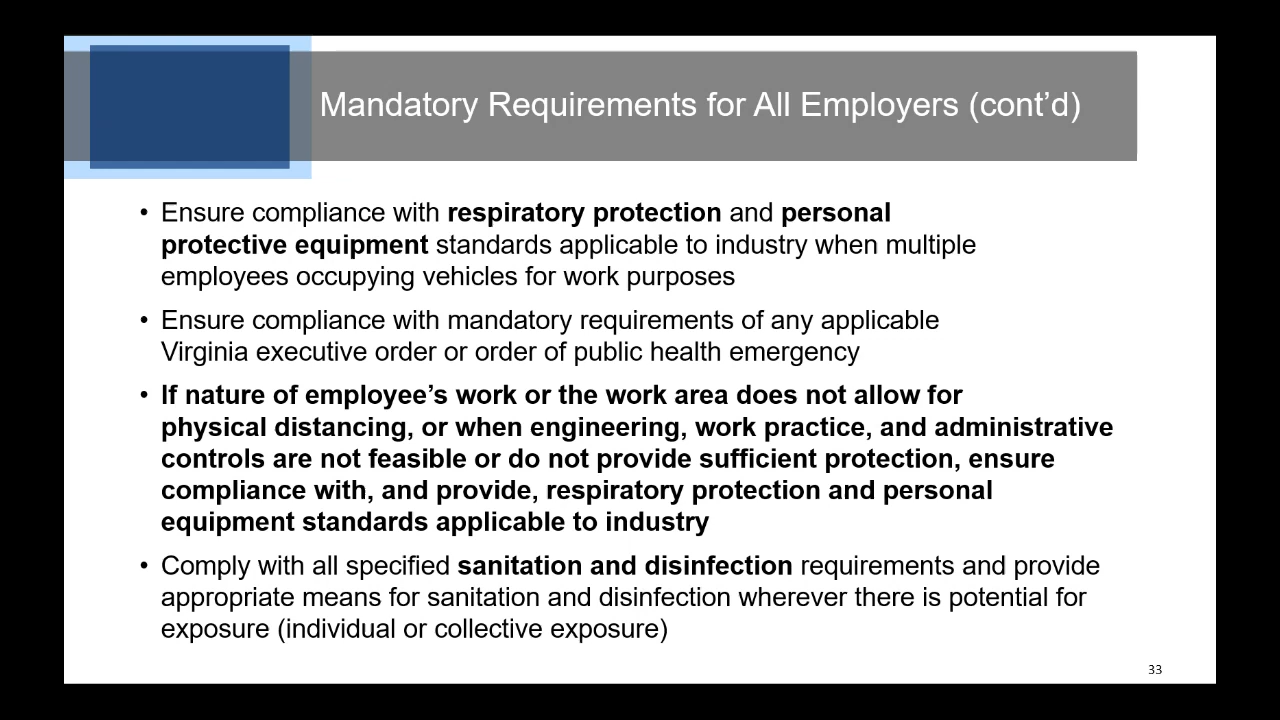 Mandatory Requirements for All Employers (cont’d)
• Ensure compliance with respiratory protection and personal
protective equipment standards applicable to industry when multiple
employees occupying vehicles for work purposes
• Ensure compliance with mandatory requirements of any applicable
Virginia executive order or order of public health emergency
• If nature of employee’s work or the work area does not allow for
physical distancing, or when engineering, work practice, and administrative
controls are not feasible or do not provide sufficient protection, ensure
compliance with, and provide, respiratory protection and personal
equipment standards applicable to industry
• Comply with all specified sanitation and disinfection requirements and provide
appropriate means for sanitation and disinfection wherever there is potential for
exposure (individual or collective exposure)
33